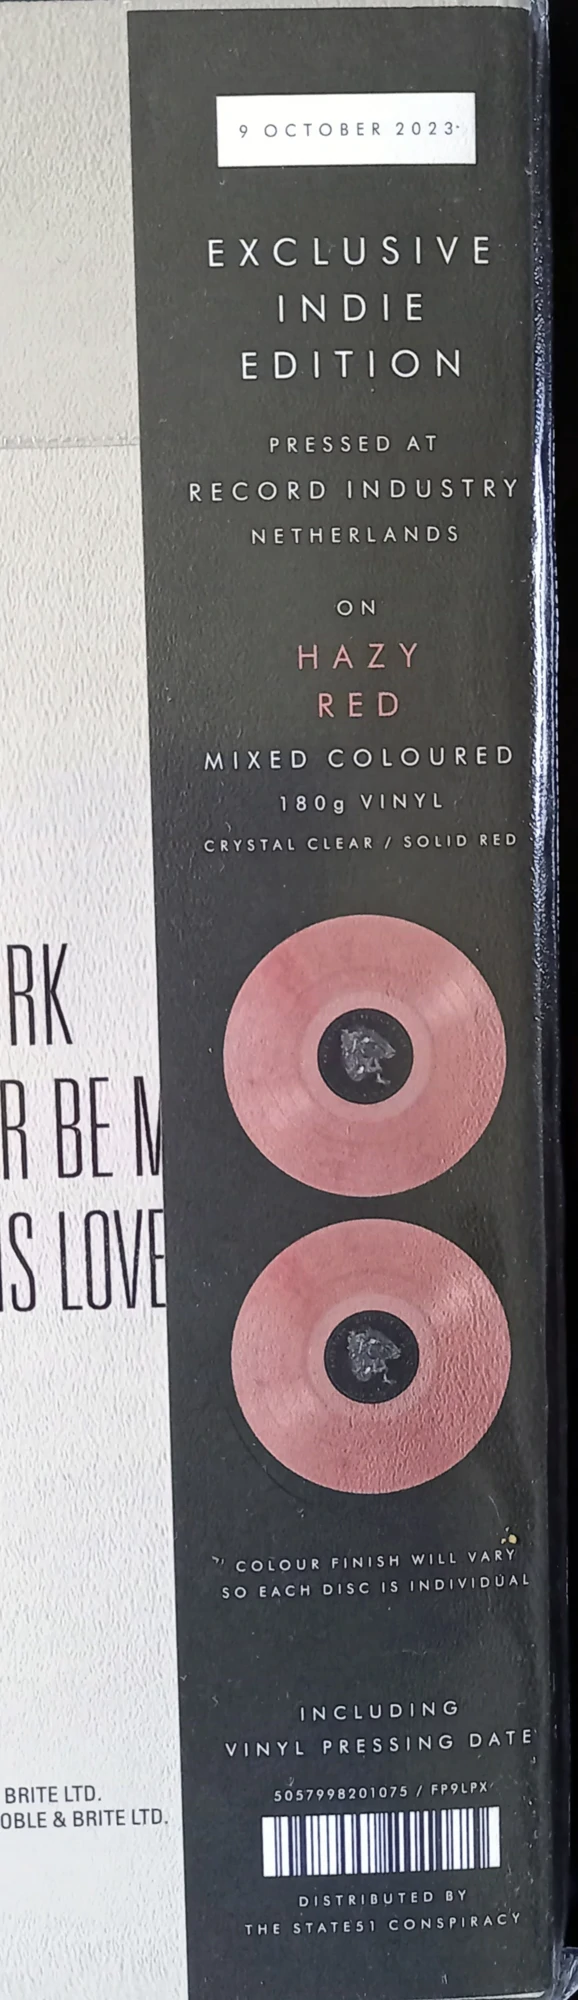 9 OCTOBER 2023
EXCLUSIVE
INDIE
EDITION
PRESSED AT
RECORD INDUSTRY
NETHERLANDS
ON
HAZY
RED
MIXED COLOURED
180g VINYL
CRYSTAL CLEAR / SOLID RED
RK
R BE M
IS LOVE
COLOUR FINISH WILL VARY
SO EACH DISC IS INDIVIDUAL
INCLUDING
VINYL PRESSING DATE
5057998201075 / FP9LPX
DISTRIBUTED BY
THE STATE51 CONSPIRACY
BRITE LTD.
OBLE & BRITE LTD.